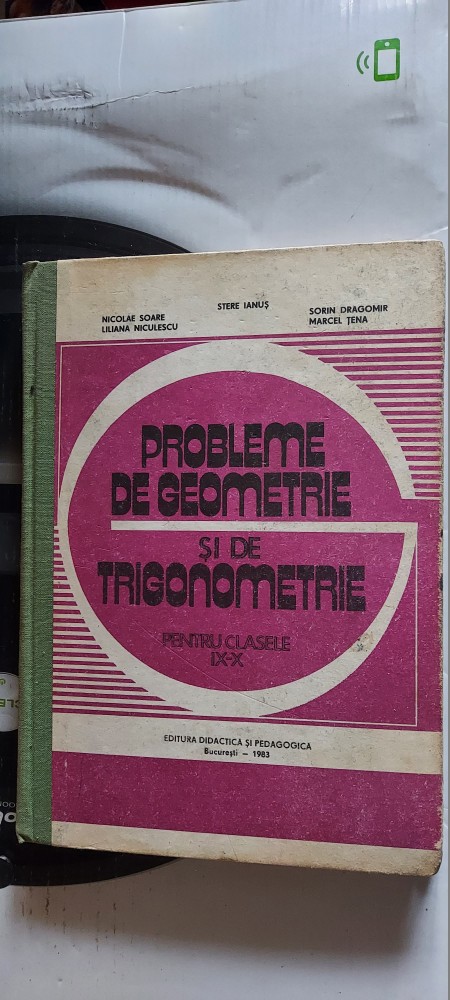 STERE IANUȘ
NICOLAE SOARE
LILIANA NICULESCU
SORIN DRAGOMIR
MARCEL ȚENA
PROBLEME
DE GEOMETRIE
ȘI DE
TRIGONOMETRIE
PENTRU CLASELE
IX-X
EDITURA DIDACTICĂ ȘI PEDAGOGICĂ
București — 1983